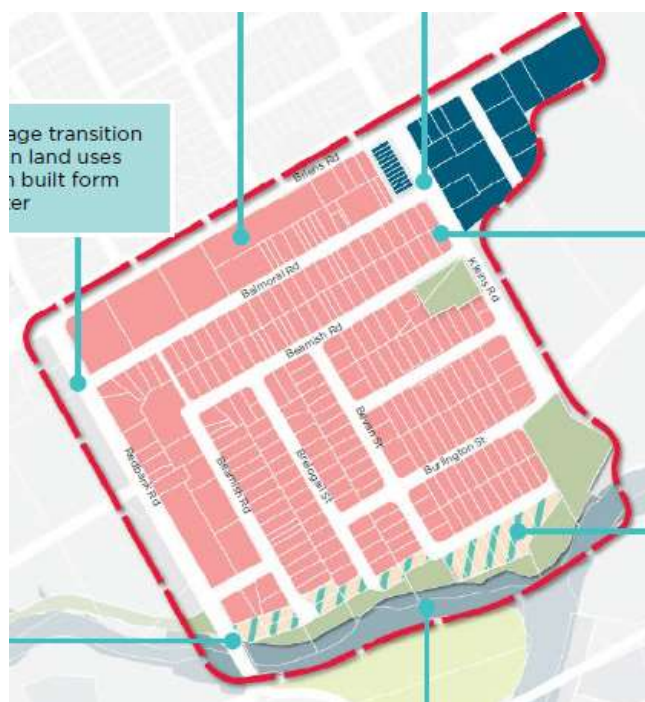 age transition
n land uses
n built form
ter
Briens Rd
Balmoral Rd
Kleins Rd
Beamish Rd
Bevan St
Burlington St
Brelogail St
Beamish Rd
Redbank Rd